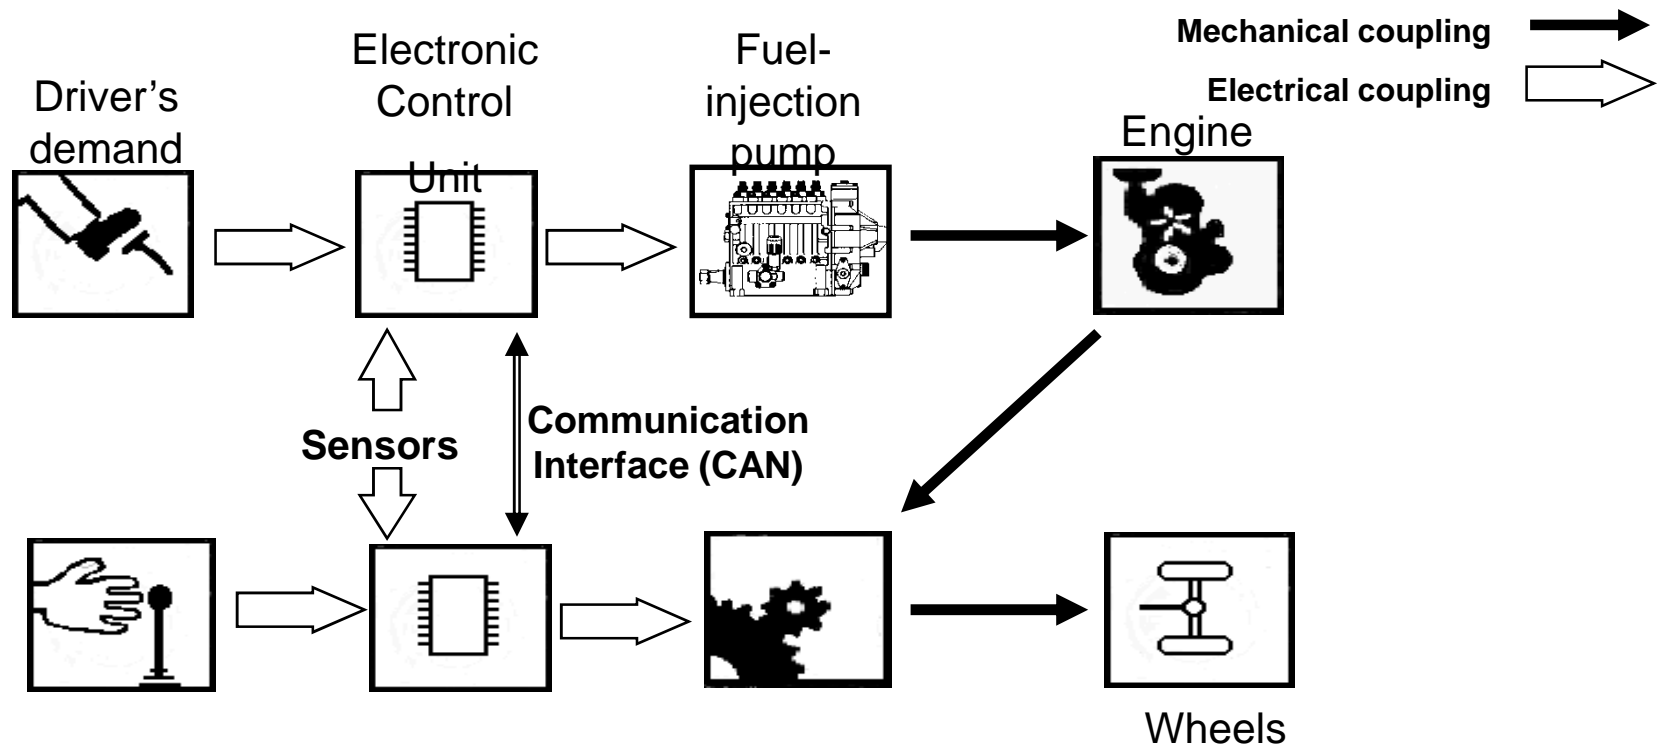 Mechanical coupling
Electrical coupling
Driver’s
demand
Electronic
Control
Unit
Fuel-
injection
pump
Engine
Sensors
Communication
Interface (CAN)
Wheels